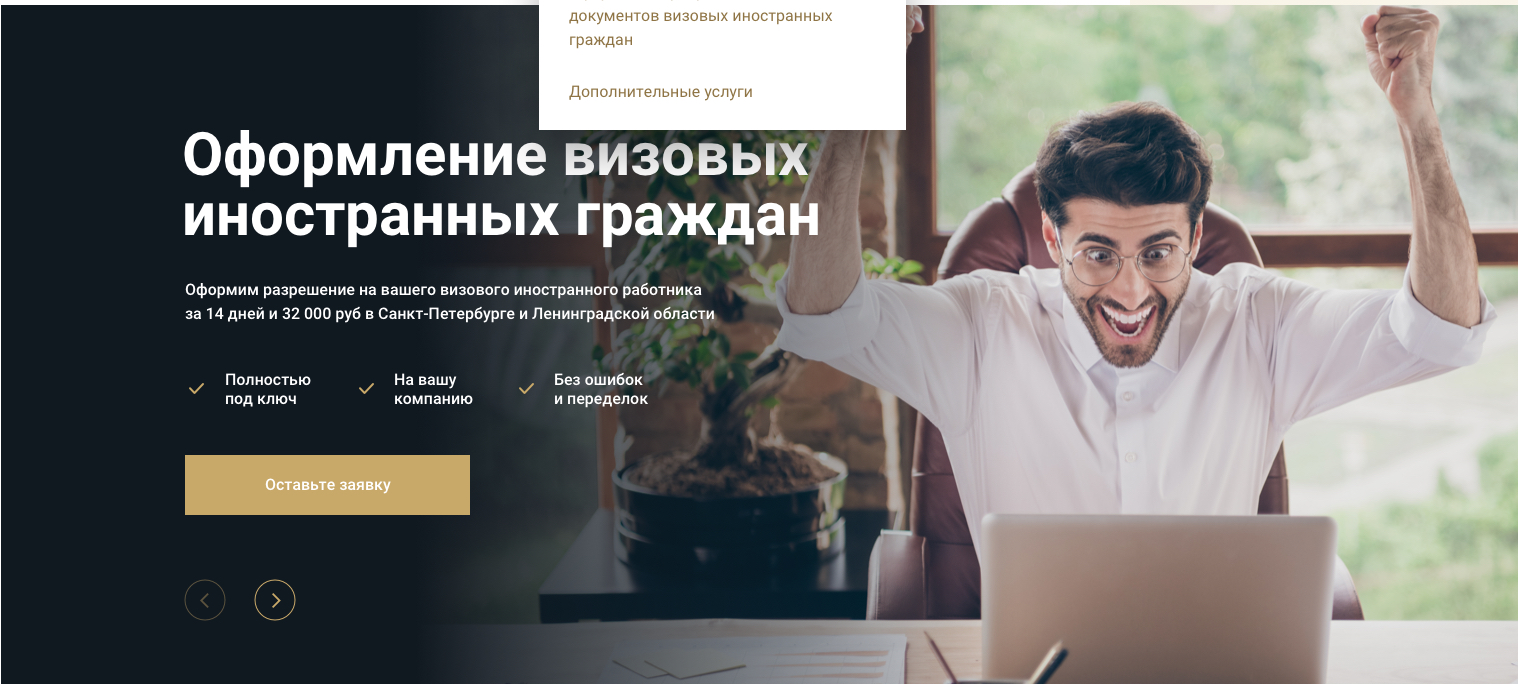 документов визовых иностранных
граждан
Дополнительные услуги
Оформление визовых
иностранных граждан
Оформим разрешение на вашего визового иностранного работника
за 14 дней и 32 000 руб в Санкт-Петербурге и Ленинградской области
Полностью
под ключ
На вашу
компанию
Без ошибок
и переделок
Оставьте заявку